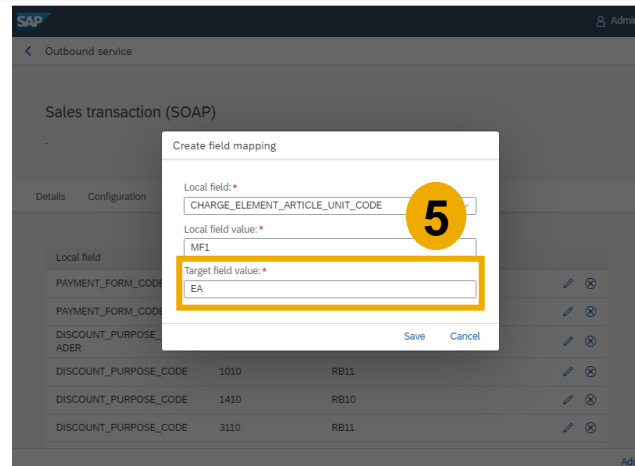 SAP
Admin
Outbound service
Sales transaction (SOAP)
-
Create field mapping
Details Configuration
Local field:*
CHARGE_ELEMENT_ARTICLE_UNIT_CODE
5
Local field value:*
MF1
Local field
Target field value:*
EA
PAYMENT_FORM_CODE
PAYMENT_FORM_CODE
DISCOUNT_PURPOSE_
ADER
Save Cancel
DISCOUNT_PURPOSE_CODE 1010 RB11
DISCOUNT_PURPOSE_CODE 1410 RB10
DISCOUNT_PURPOSE_CODE 3110 RB11
Add